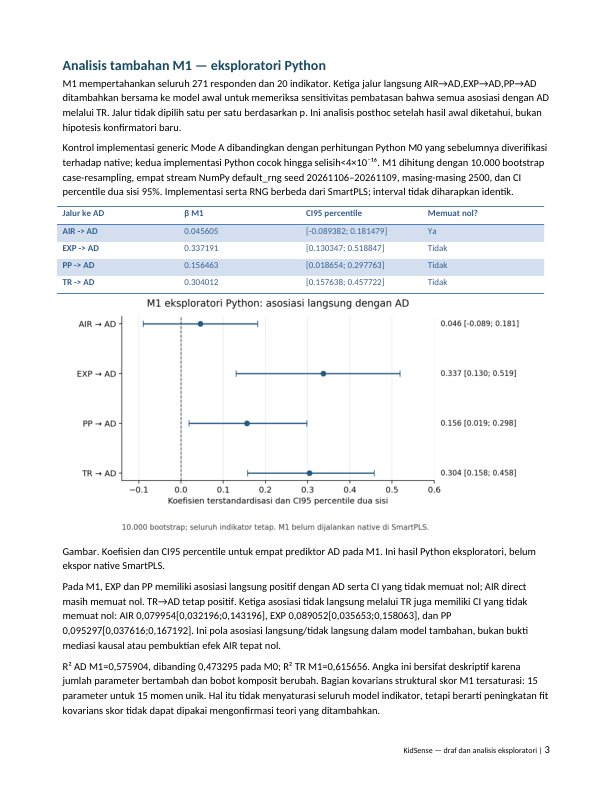 Analisis tambahan M1 — eksploratori Python
M1 mempertahankan seluruh 271 responden dan 20 indikator. Ketiga jalur langsung AIR→AD,EXP→AD,PP→AD
ditambahkan bersama ke model awal untuk memeriksa sensitivitas pembatasan bahwa semua asosiasi dengan AD
melalui TR. Jalur tidak dipilih satu per satu berdasarkan p. Ini analisis posthoc setelah hasil awal diketahui, bukan
hipotesis konfirmatori baru.
Kontrol implementasi generic Mode A dibandingkan dengan perhitungan Python M0 yang sebelumnya diverifikasi
terhadap native; kedua implementasi Python cocok hingga selisih<4×10⁻¹⁶. M1 dihitung dengan 10.000 bootstrap
case-resampling, empat stream NumPy default_rng seed 20261106–20261109, masing-masing 2500, dan CI
percentile dua sisi 95%. Implementasi serta RNG berbeda dari SmartPLS; interval tidak diharapkan identik.
Jalur ke AD β M1 CI95 percentile Memuat nol?
AIR -> AD 0.045605 [-0.089382; 0.181479] Ya
EXP -> AD 0.337191 [0.130347; 0.518847] Tidak
PP -> AD 0.156463 [0.018654; 0.297763] Tidak
TR -> AD 0.304012 [0.157638; 0.457722] Tidak
M1 eksploratori Python: asosiasi langsung dengan AD
AIR → AD 0.046 [-0.089; 0.181]
EXP → AD 0.337 [0.130; 0.519]
PP → AD 0.156 [0.019; 0.298]
TR → AD 0.304 [0.158; 0.458]
−0.1 0.0 0.1 0.2 0.3 0.4 0.5 0.6
Koefisien terstandardisasi dan CI95 percentile dua sisi
10.000 bootstrap; seluruh indikator tetap. M1 belum dijalankan native di SmartPLS.
Gambar. Koefisien dan CI95 percentile untuk empat prediktor AD pada M1. Ini hasil Python eksploratori, belum
ekspor native SmartPLS.
Pada M1, EXP dan PP memiliki asosiasi langsung positif dengan AD serta CI yang tidak memuat nol; AIR direct
masih memuat nol. TR→AD tetap positif. Ketiga asosiasi tidak langsung melalui TR juga memiliki CI yang tidak
memuat nol: AIR 0,079954[0,032196;0,143196], EXP 0,089052[0,035653;0,158063], dan PP
0,095297[0,037616;0,167192]. Ini pola asosiasi langsung/tidak langsung dalam model tambahan, bukan bukti
mediasi kausal atau pembuktian efek AIR tepat nol.
R² AD M1=0,575904, dibanding 0,473295 pada M0; R² TR M1=0,615656. Angka ini bersifat deskriptif karena
jumlah parameter bertambah dan bobot komposit berubah. Bagian kovarians struktural skor M1 tersaturasi: 15
parameter untuk 15 momen unik. Hal itu tidak menyaturasi seluruh model indikator, tetapi berarti peningkatan fit
kovarians skor tidak dapat dipakai mengonfirmasi teori yang ditambahkan.
KidSense — draf dan analisis eksploratori | 3